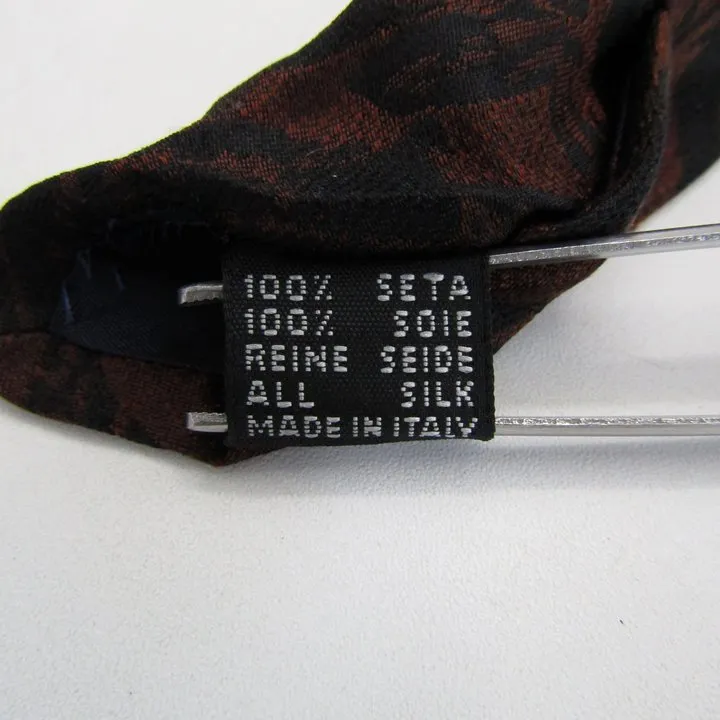 100% SETA
100% SOIE
REINE SEIDE
ALL SILK
MADE IN ITALY